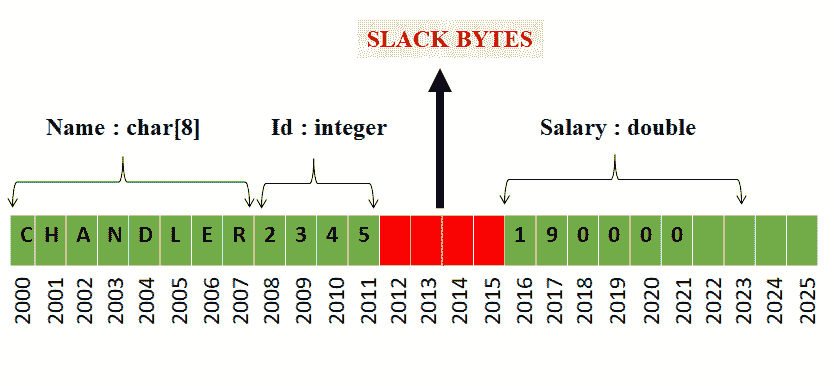 SLACK BYTES
Name : char[8] Id : integer Salary : double
C H A N D L E R 2 3 4 5 1 9 0 0 0 0
2000 2001 2002 2003 2004 2005 2006 2007 2008 2009 2010 2011 2012 2013 2014 2015 2016 2017 2018 2019 2020 2021 2022 2023 2024 2025